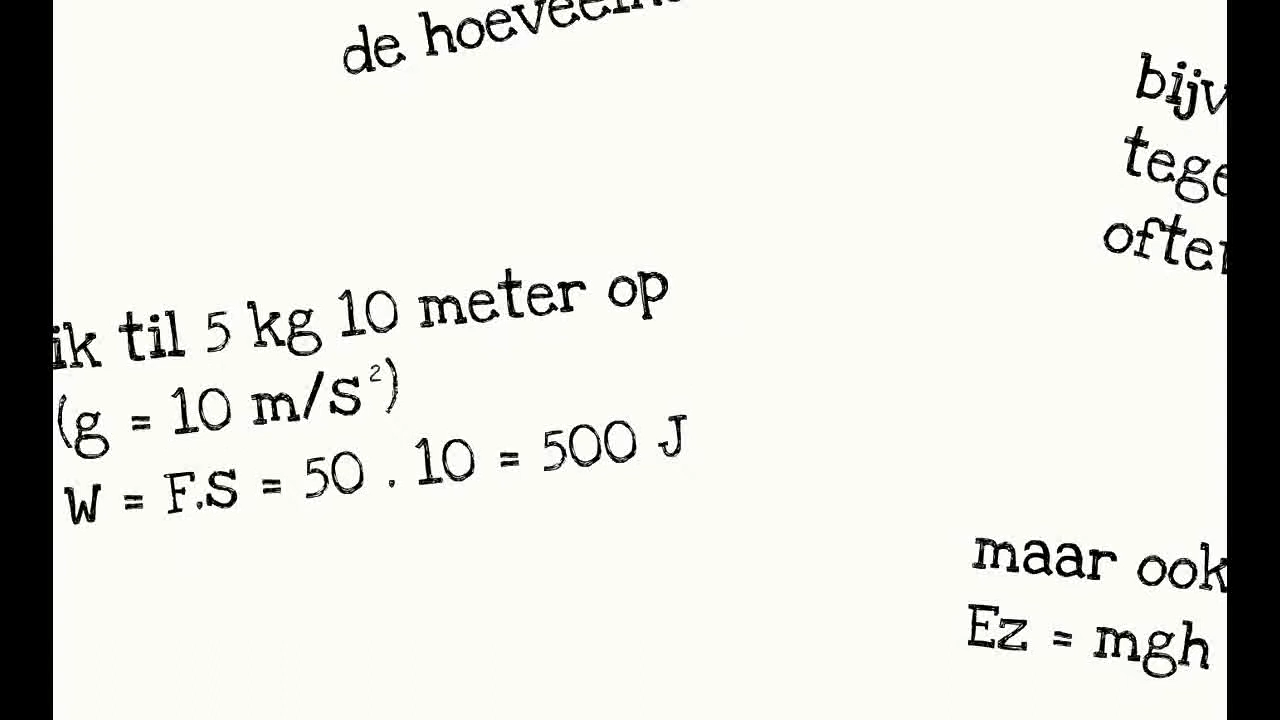 de
bijv
tege
ofte
ik til 5 kg 10 meter op
(g = 10 m/s²)
W = F.S = 50 . 10 = 500 J
maar ook
Ez = mgh